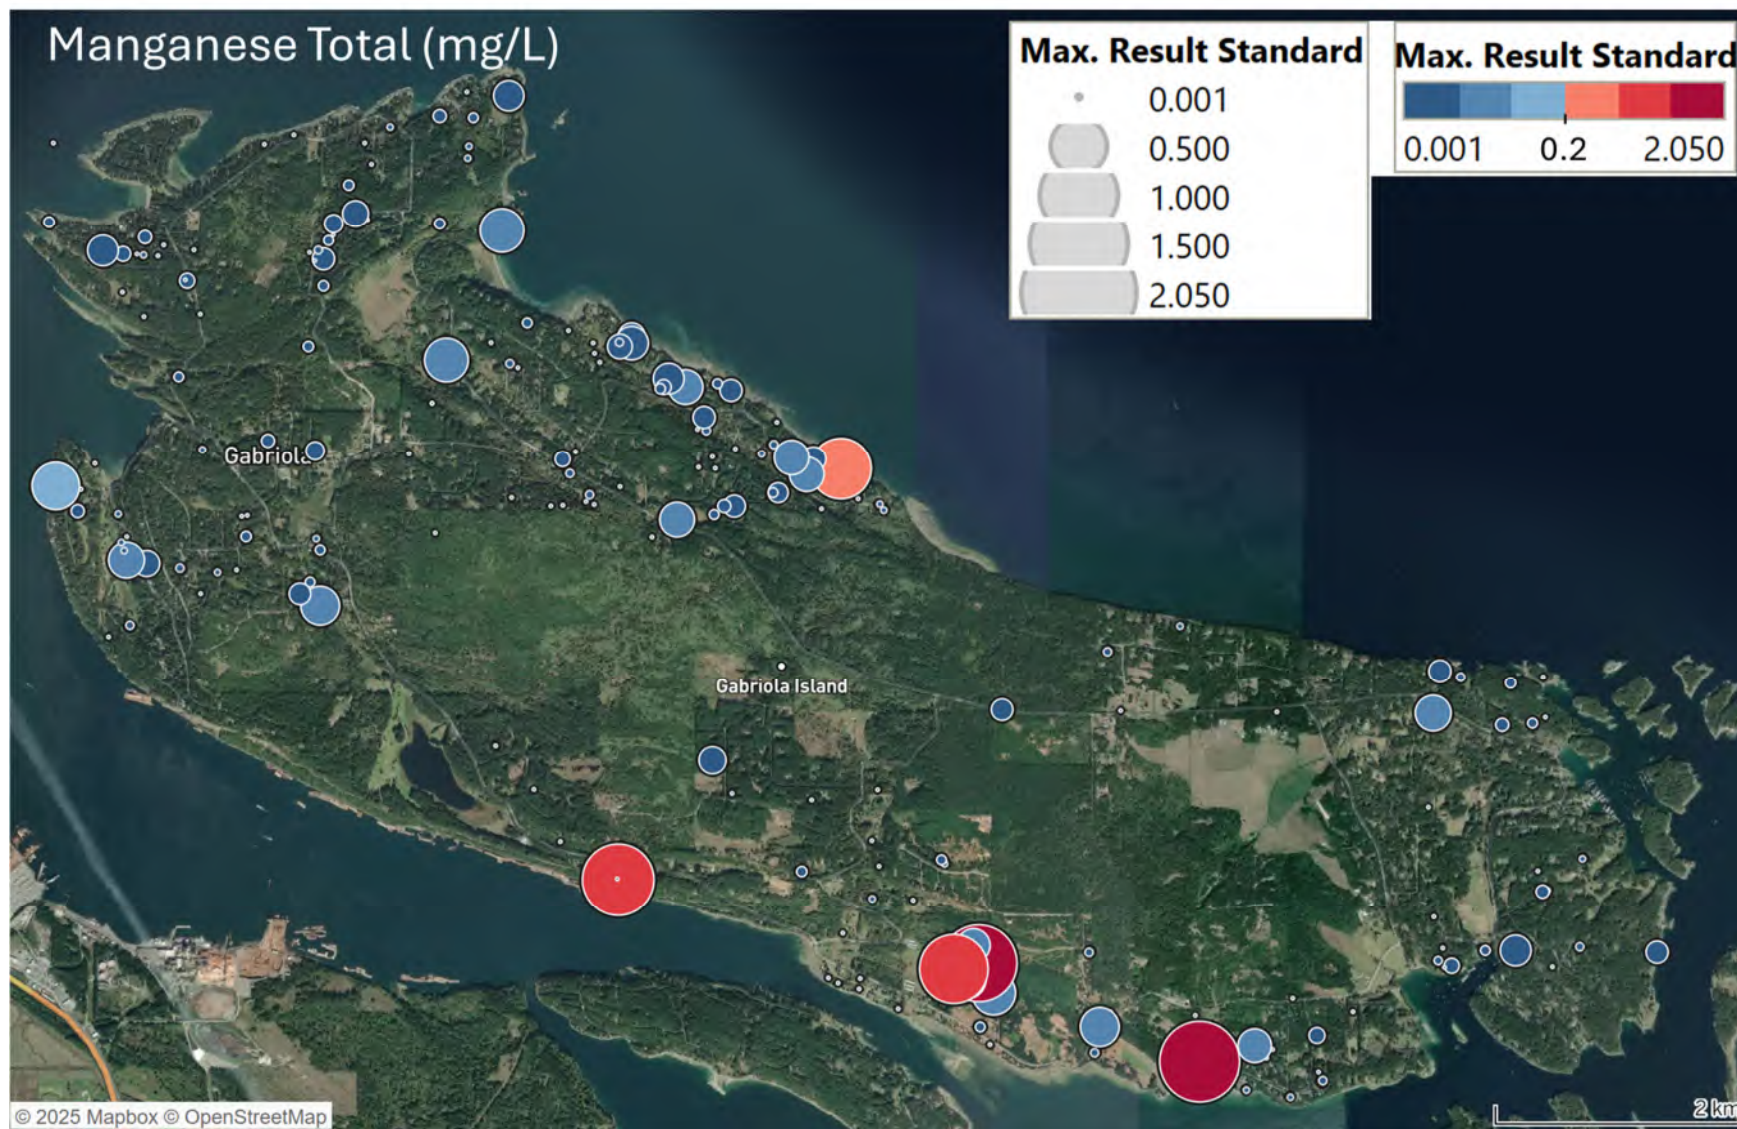 Manganese Total (mg/L)
Max. Result Standard
0.001
0.500
1.000
1.500
2.050
Max. Result Standard
0.001 0.2 2.050
Gabriola
Gabriola Island
© 2025 Mapbox © OpenStreetMap
2 km